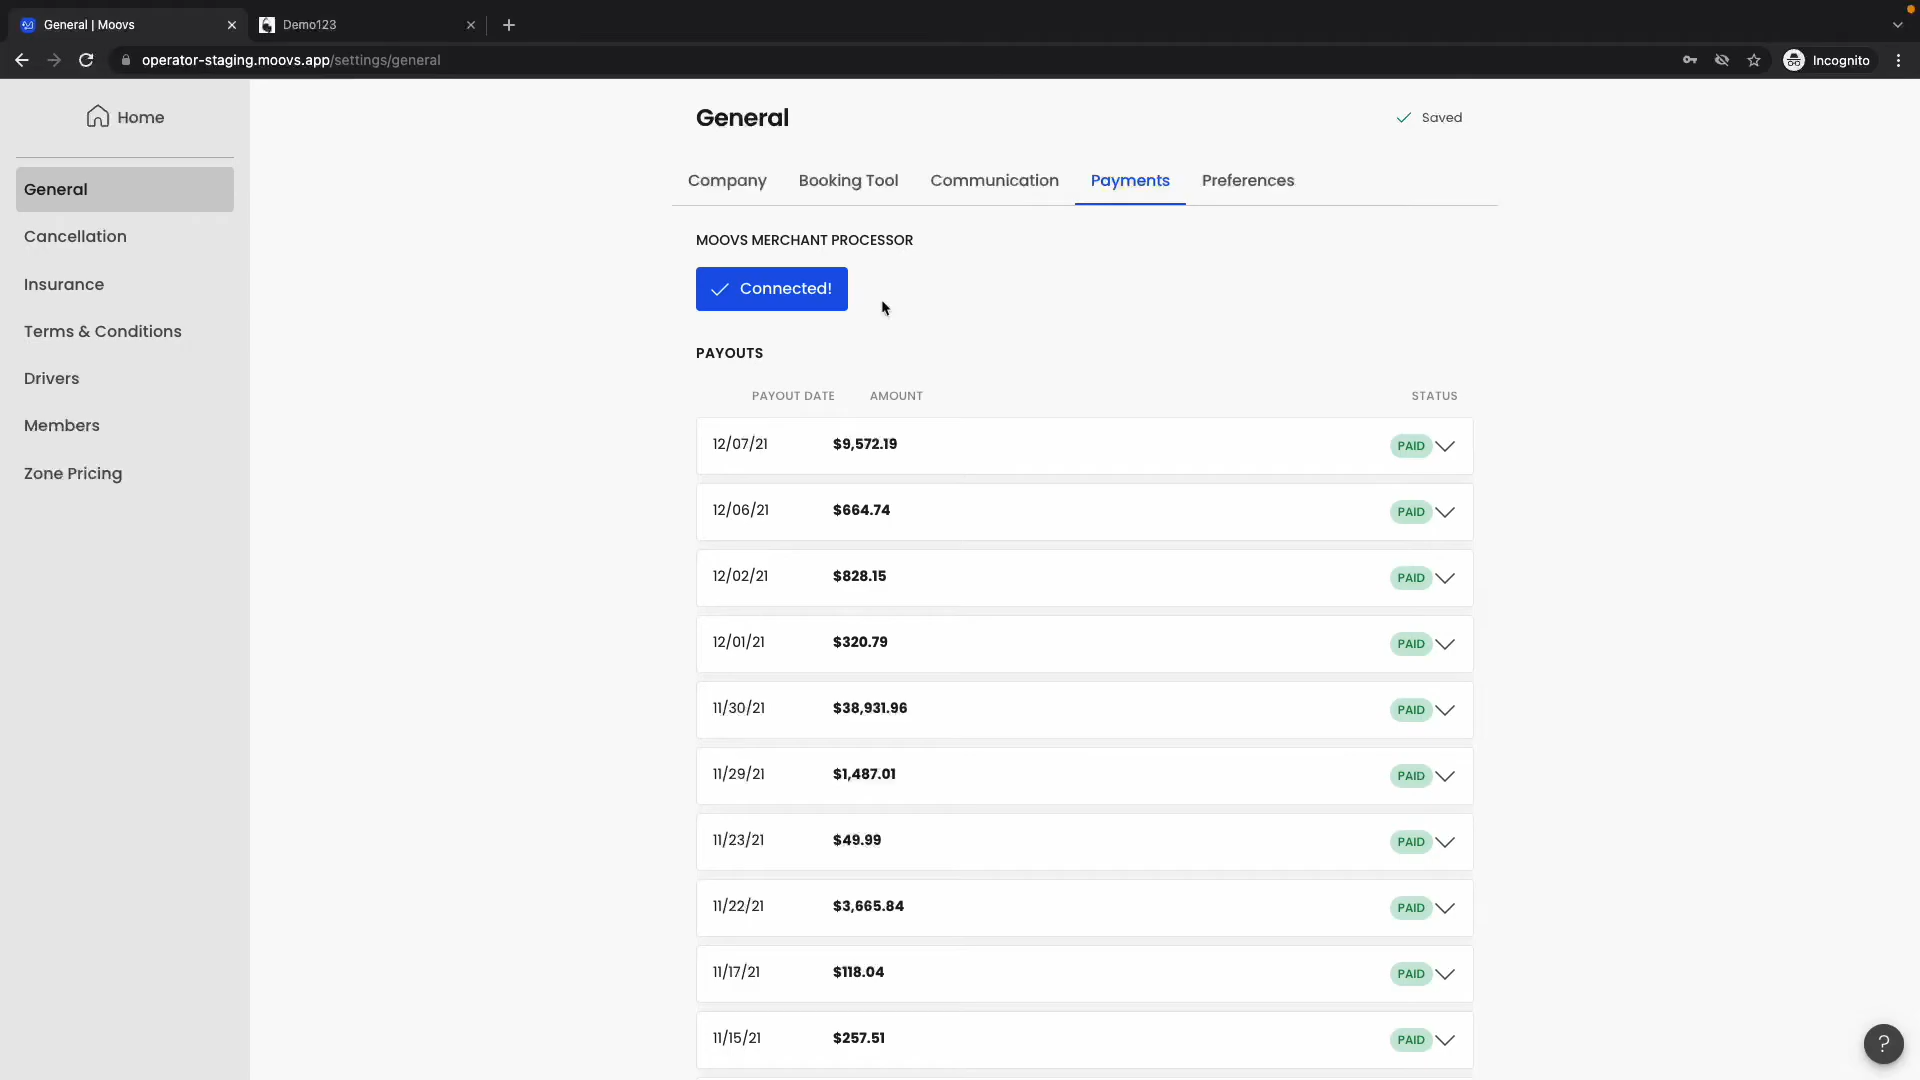 General | Moovs
Demo123
operator-staging.moovs.app/settings/general
Incognito
Home
General
Cancellation
Insurance
Terms & Conditions
Drivers
Members
Zone Pricing
General
Saved
Company Booking Tool Communication Payments Preferences
MOOVS MERCHANT PROCESSOR
Connected!
PAYOUTS
PAYOUT DATE AMOUNT STATUS
12/07/21 $9,572.19 PAID
12/06/21 $664.74 PAID
12/02/21 $828.15 PAID
12/01/21 $320.79 PAID
11/30/21 $38,931.96 PAID
11/29/21 $1,487.01 PAID
11/23/21 $49.99 PAID
11/22/21 $3,665.84 PAID
11/17/21 $118.04 PAID
11/15/21 $257.51 PAID
?